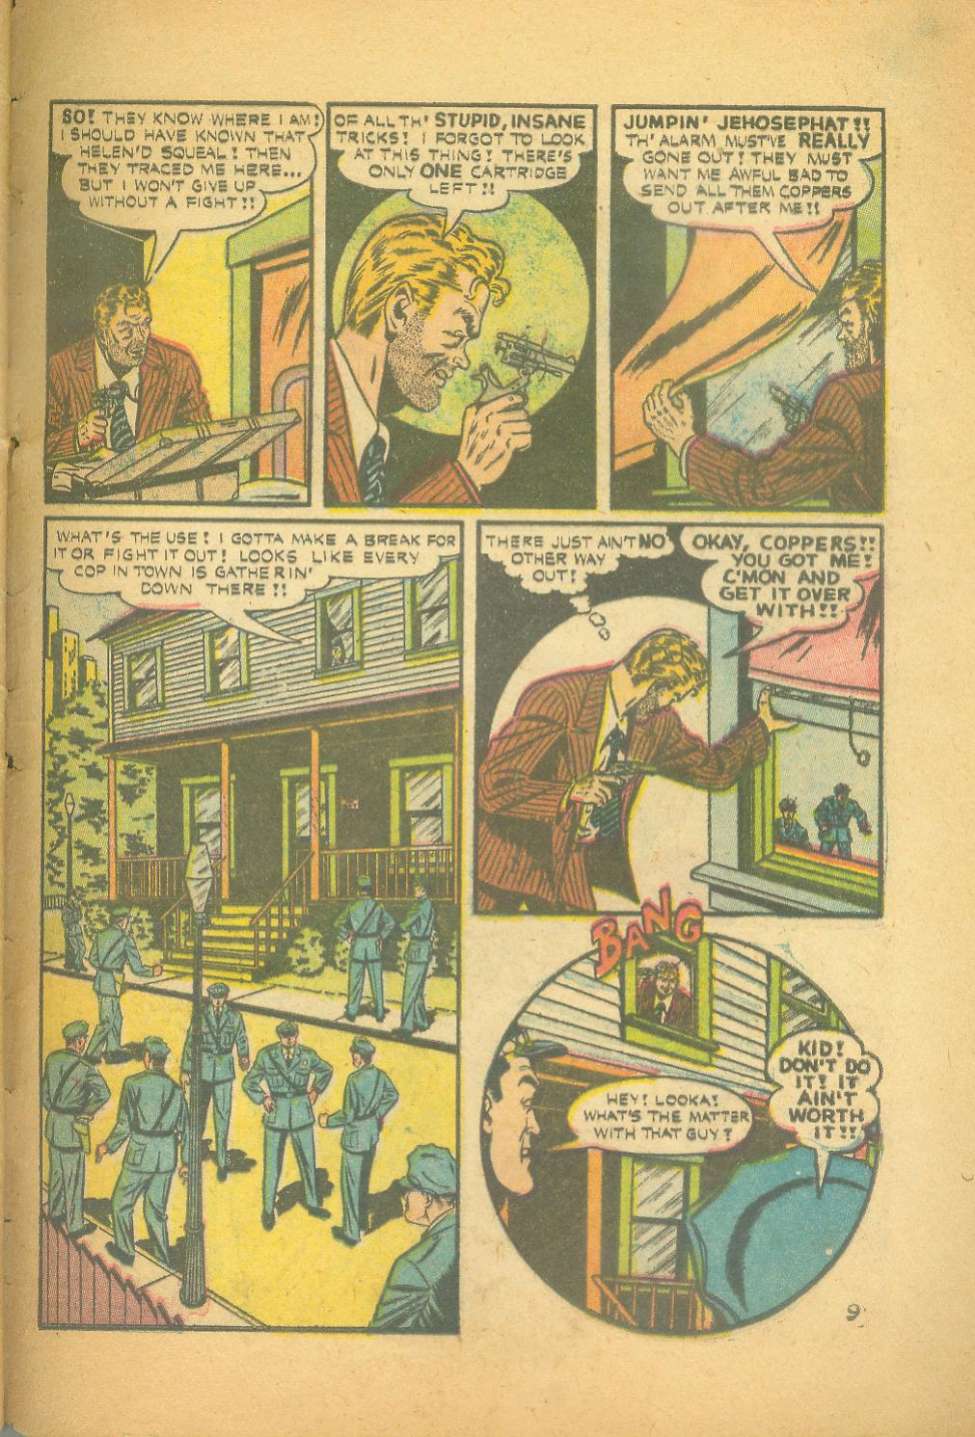 SO! THEY KNOW WHERE I AM!
I SHOULD HAVE KNOWN THAT
HELEN'D SQUEAL! THEN
THEY TRACED ME HERE...
BUT I WON'T GIVE UP
WITHOUT A FIGHT!!
OF ALL TH' STUPID, INSANE
TRICKS! I FORGOT TO LOOK
AT THIS THING! THERE'S
ONLY ONE CARTRIDGE
LEFT!!
JUMPIN' JEHOSEPHAT!!
TH' ALARM MUST'VE REALLY
GONE OUT! THEY MUST
WANT ME AWFUL BAD TO
SEND ALL THEM COPPERS
OUT AFTER ME!!
WHAT'S THE USE! I GOTTA MAKE A BREAK FOR
IT OR FIGHT IT OUT! LOOKS LIKE EVERY
COP IN TOWN IS GATHERIN'
DOWN THERE!!
THERE JUST AIN'T NO
OTHER WAY
OUT!
OKAY, COPPERS!!
YOU GOT ME!
C'MON AND
GET IT OVER
WITH!!
BANG
HEY! LOOKA!
WHAT'S THE MATTER
WITH THAT GUY?
KID!
DON'T DO
IT! IT
AIN'T
WORTH
IT!!
9